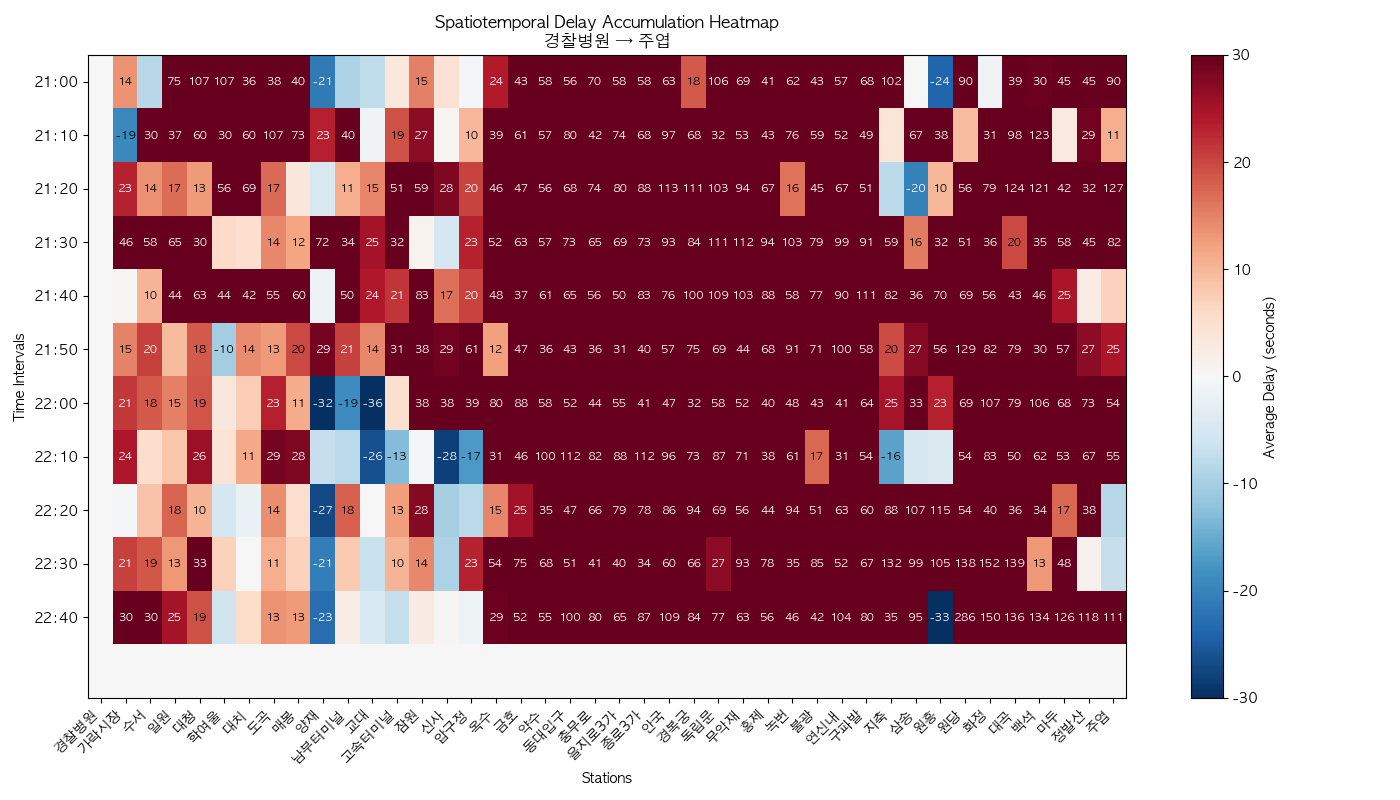 Spatiotemporal Delay Accumulation Heatmap
경찰병원 → 주엽
21:00 14 75 107 107 36 38 40 -21 15 24 43 58 56 70 58 58 63 18 106 69 41 62 43 57 68 102 -24 90 39 30 45 45 90
21:10 -19 30 37 60 30 60 107 73 23 40 19 27 10 39 61 57 80 42 74 68 97 68 32 53 43 76 59 52 49 67 38 31 98 123 29 11
21:20 23 14 17 13 56 69 17 11 15 51 59 28 20 46 47 56 68 74 80 88 113 111 103 94 67 16 45 67 51 -20 10 56 79 124 121 42 32 127
21:30 46 58 65 30 14 12 72 34 25 32 23 52 63 57 73 65 69 73 93 84 111 112 94 103 79 99 91 59 16 32 51 36 20 35 58 45 82
21:40 10 44 63 44 42 55 60 50 24 21 83 17 20 48 37 61 65 56 50 83 76 100 109 103 88 58 77 90 111 82 36 70 69 56 43 46 25
21:50 15 20 18 -10 14 13 20 29 21 14 31 38 29 61 12 47 36 43 36 31 40 57 75 69 44 68 91 71 100 58 20 27 56 129 82 79 30 57 27 25
22:00 21 18 15 19 23 11 -32 -19 -36 38 38 39 80 88 58 52 44 55 41 47 32 58 52 40 48 43 41 64 25 33 23 69 107 79 106 68 73 54
22:10 24 26 11 29 28 -26 -13 -28 -17 31 46 100 112 82 88 112 96 73 87 71 38 61 17 31 54 -16 54 83 50 62 53 67 55
22:20 18 10 14 -27 18 13 28 15 25 35 47 66 79 78 86 94 69 56 44 94 51 63 60 88 107 115 54 40 36 34 17 38
22:30 21 19 13 33 11 -21 10 14 23 54 75 68 51 41 40 34 60 66 27 93 78 35 85 52 67 132 99 105 138 152 139 13 48
22:40 30 30 25 19 13 13 -23 29 52 55 100 80 65 87 109 84 77 63 56 46 42 104 80 35 95 -33 286 150 136 134 126 118 111
Time Intervals
경찰병원 가락시장 수서 일원 대청 학여울 대치 도곡 매봉 양재 남부터미널 교대 고속터미널 잠원 신사 압구정 옥수 금호 약수 동대입구 충무로 을지로3가 종로3가 안국 경복궁 독립문 무악재 홍제 녹번 불광 연신내 구파발 지축 삼송 원흥 원당 화정 대곡 백석 마두 정발산 주엽
Stations
30
20
10
0
-10
-20
-30
Average Delay (seconds)